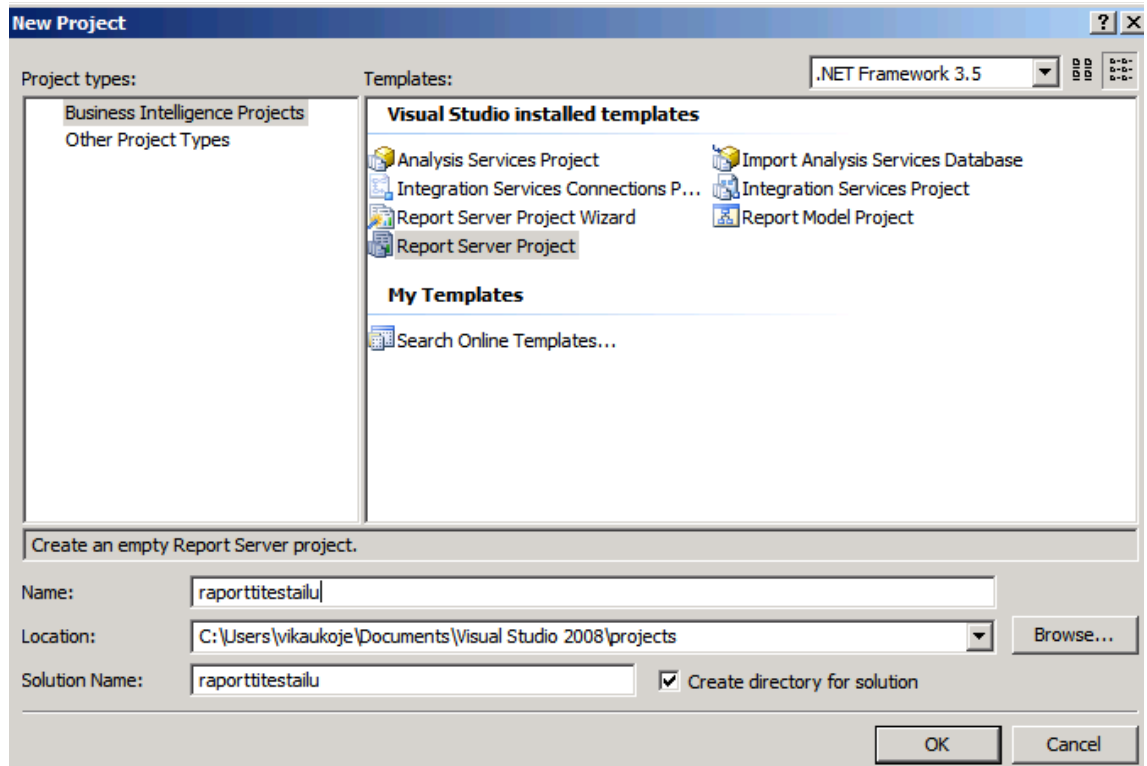 New Project
Project types:
Templates:
.NET Framework 3.5
Business Intelligence Projects
Other Project Types
Visual Studio installed templates
Analysis Services Project
Import Analysis Services Database
Integration Services Connections P...
Integration Services Project
Report Server Project Wizard
Report Model Project
Report Server Project
My Templates
Search Online Templates...
Create an empty Report Server project.
Name:
raporttitestailu
Location:
C:\Users\vikaukoje\Documents\Visual Studio 2008\projects
Browse...
Solution Name:
raporttitestailu
Create directory for solution
OK
Cancel